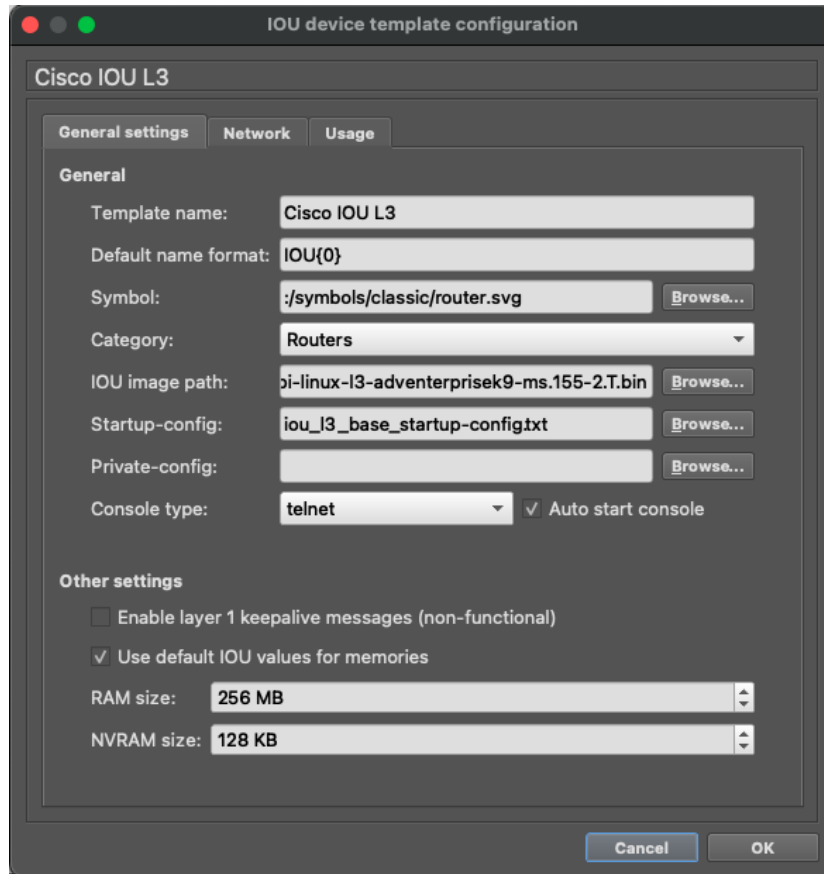 IOU device template configuration
Cisco IOU L3
General settings Network Usage
General
Template name: Cisco IOU L3
Default name format: IOU{0}
Symbol: :/symbols/classic/router.svg Browse...
Category: Routers
IOU image path: pi-linux-l3-adventerprisek9-ms.155-2.T.bin Browse...
Startup-config: iou_l3_base_startup-config.txt Browse...
Private-config: Browse...
Console type: telnet Auto start console
Other settings
Enable layer 1 keepalive messages (non-functional)
Use default IOU values for memories
RAM size: 256 MB
NVRAM size: 128 KB
Cancel OK